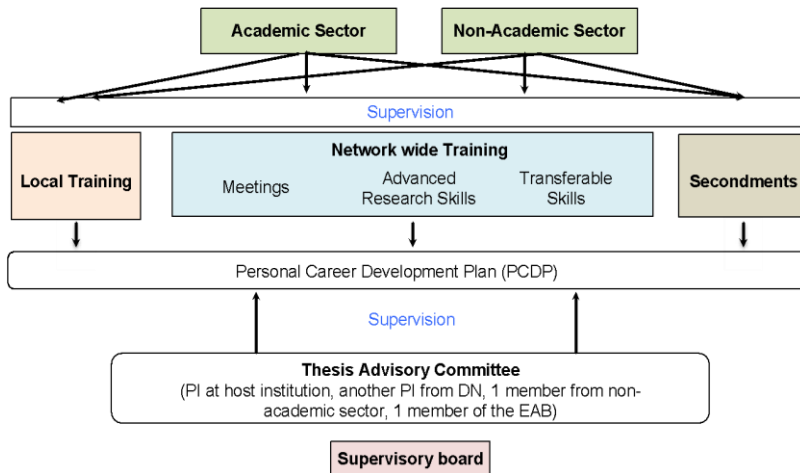 Academic Sector
Non-Academic Sector
Supervision
Local Training
Network wide Training
Meetings
Advanced
Research Skills
Transferable
Skills
Secondments
Personal Career Development Plan (PCDP)
Supervision
Thesis Advisory Committee
(PI at host institution, another PI from DN, 1 member from non-
academic sector, 1 member of the EAB)
Supervisory board